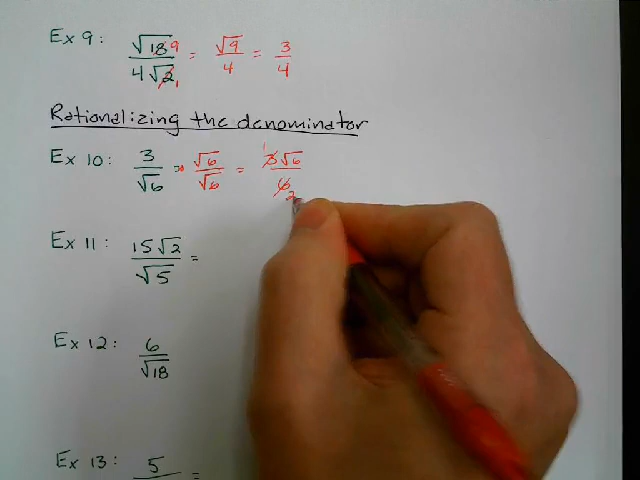 Ex 9: √18 9 / 4√2 1 = √9 / 4 = 3 / 4
Rationalizing the denominator
Ex 10: 3 / √6 · √6 / √6 = 1 3√6 / 6 2
Ex 11: 15√2 / √5 =
Ex 12: 6 / √18
Ex 13: 5 =